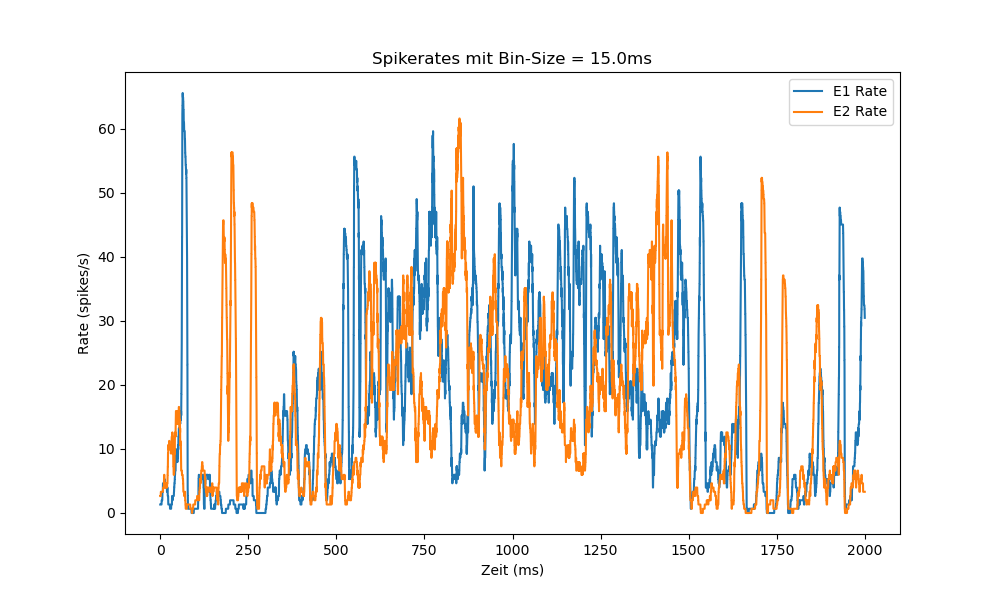 Spikerates mit Bin-Size = 15.0ms
E1 Rate
E2 Rate
Rate (spikes/s)
60
50
40
30
20
10
0
0 250 500 750 1000 1250 1500 1750 2000
Zeit (ms)